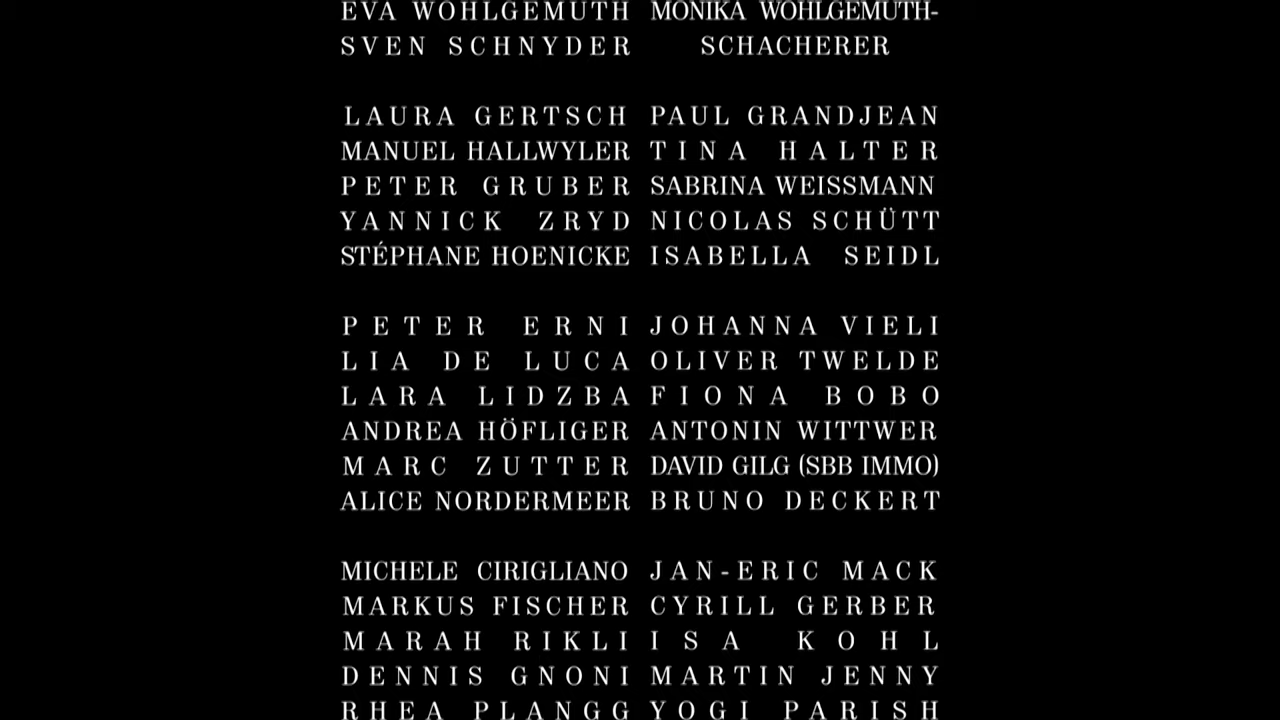 EVA WOHLGEMUTH MONIKA WOHLGEMUTH-
SVEN SCHNYDER SCHACHERER
LAURA GERTSCH PAUL GRANDJEAN
MANUEL HALLWYLER TINA HALTER
PETER GRUBER SABRINA WEISSMANN
YANNICK ZRYD NICOLAS SCHÜTT
STÉPHANE HOENICKE ISABELLA SEIDL
PETER ERNI JOHANNA VIELI
LIA DE LUCA OLIVER TWELDE
LARA LIDZBA FIONA BOBO
ANDREA HÖFLIGER ANTONIN WITTWER
MARC ZUTTER DAVID GILG (SBB IMMO)
ALICE NORDERMEER BRUNO DECKERT
MICHELE CIRIGLIANO JAN-ERIC MACK
MARKUS FISCHER CYRILL GERBER
MARAH RIKLI ISA KOHL
DENNIS GNONI MARTIN JENNY
RHEA PLANGG YOGI PARISH